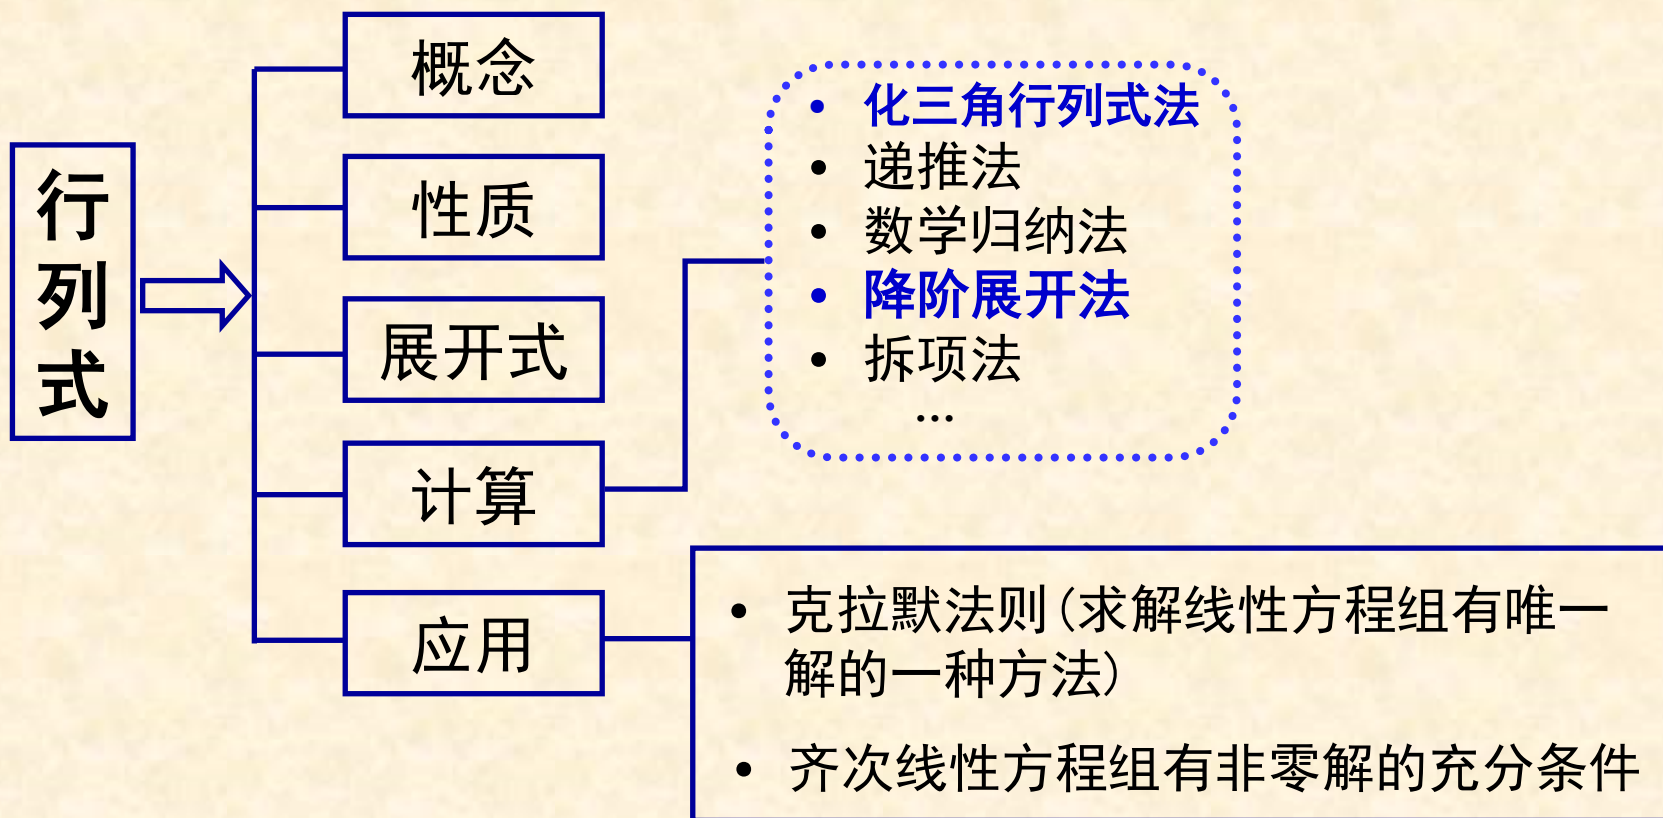 行列式
概念
性质
展开式
计算
应用
• 化三角行列式法
• 递推法
• 数学归纳法
• 降阶展开法
• 拆项法
…
• 克拉默法则(求解线性方程组有唯一
解的一种方法)
• 齐次线性方程组有非零解的充分条件